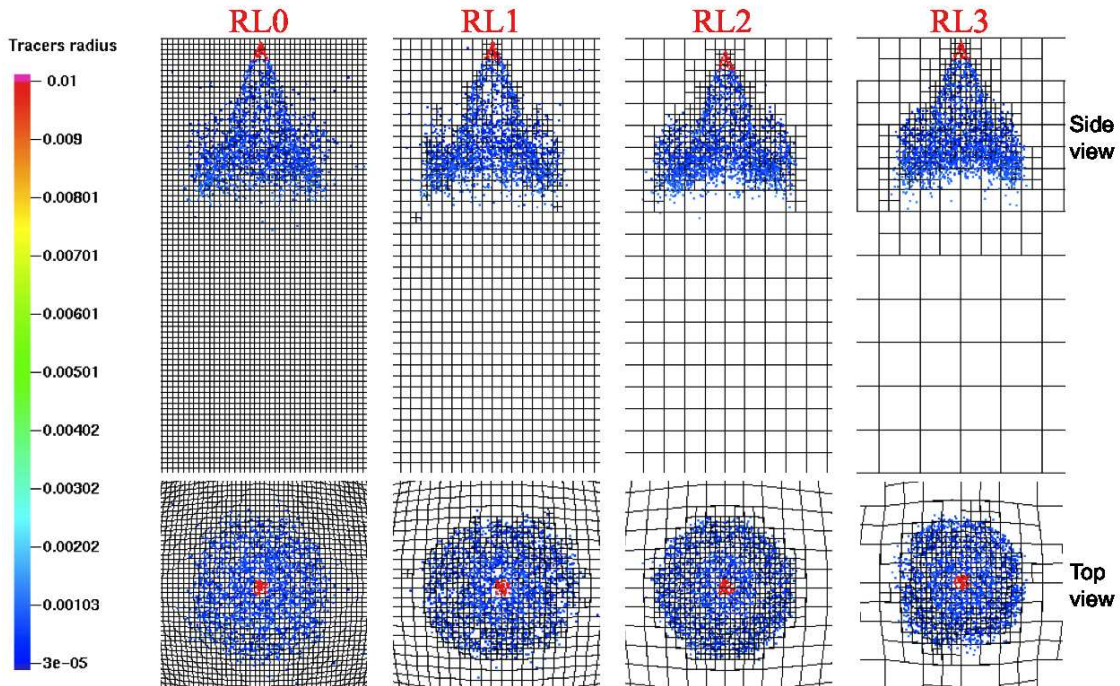 RL0 RL1 RL2 RL3
Tracers radius
0.01
-0.009
-0.00801
-0.00701
-0.00601
-0.00501
-0.00402
-0.00302
-0.00202
-0.00103
3e-05
Side
view
Top
view